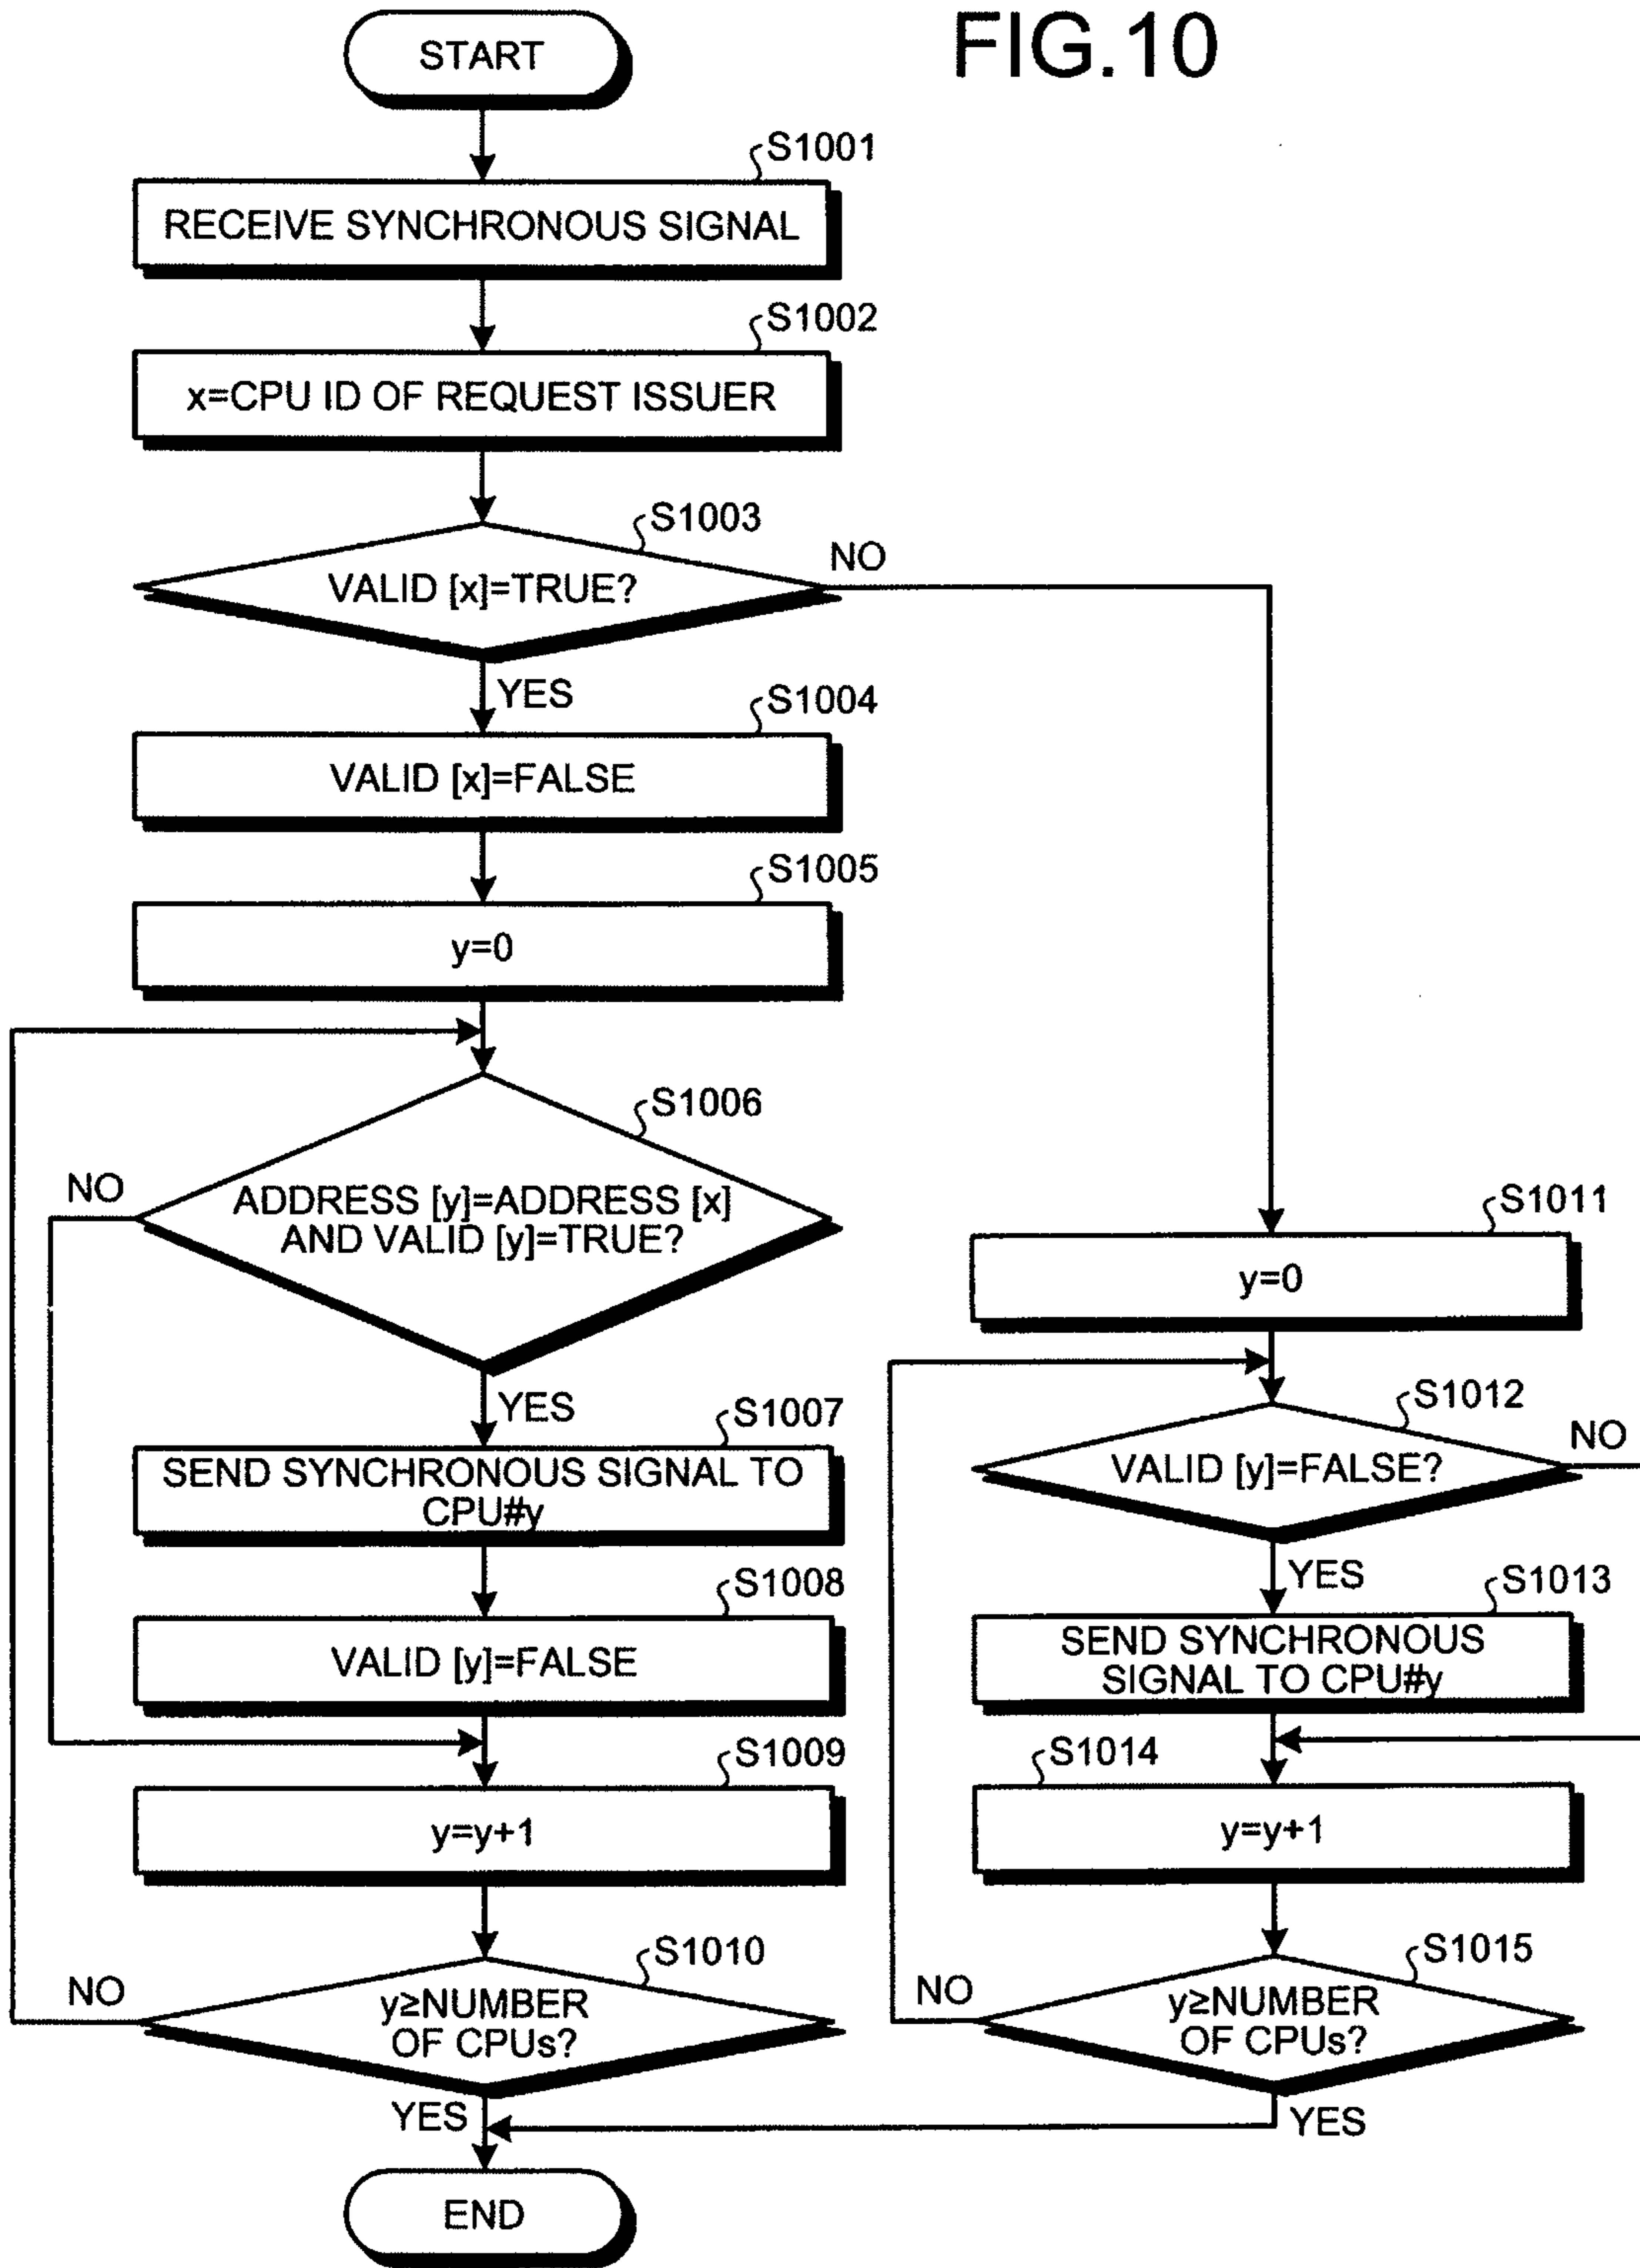 FIG.10
START
S1001
RECEIVE SYNCHRONOUS SIGNAL
S1002
x=CPU ID OF REQUEST ISSUER
S1003
VALID [x]=TRUE?
NO
YES
S1004
VALID [x]=FALSE
S1005
y=0
S1006
ADDRESS [y]=ADDRESS [x]
AND VALID [y]=TRUE?
NO
YES
S1007
SEND SYNCHRONOUS SIGNAL TO
CPU#y
S1008
VALID [y]=FALSE
S1009
y=y+1
S1010
y≥NUMBER
OF CPUs?
NO
YES
S1011
y=0
S1012
VALID [y]=FALSE?
NO
YES
S1013
SEND SYNCHRONOUS
SIGNAL TO CPU#y
S1014
y=y+1
S1015
y≥NUMBER
OF CPUs?
NO
YES
END